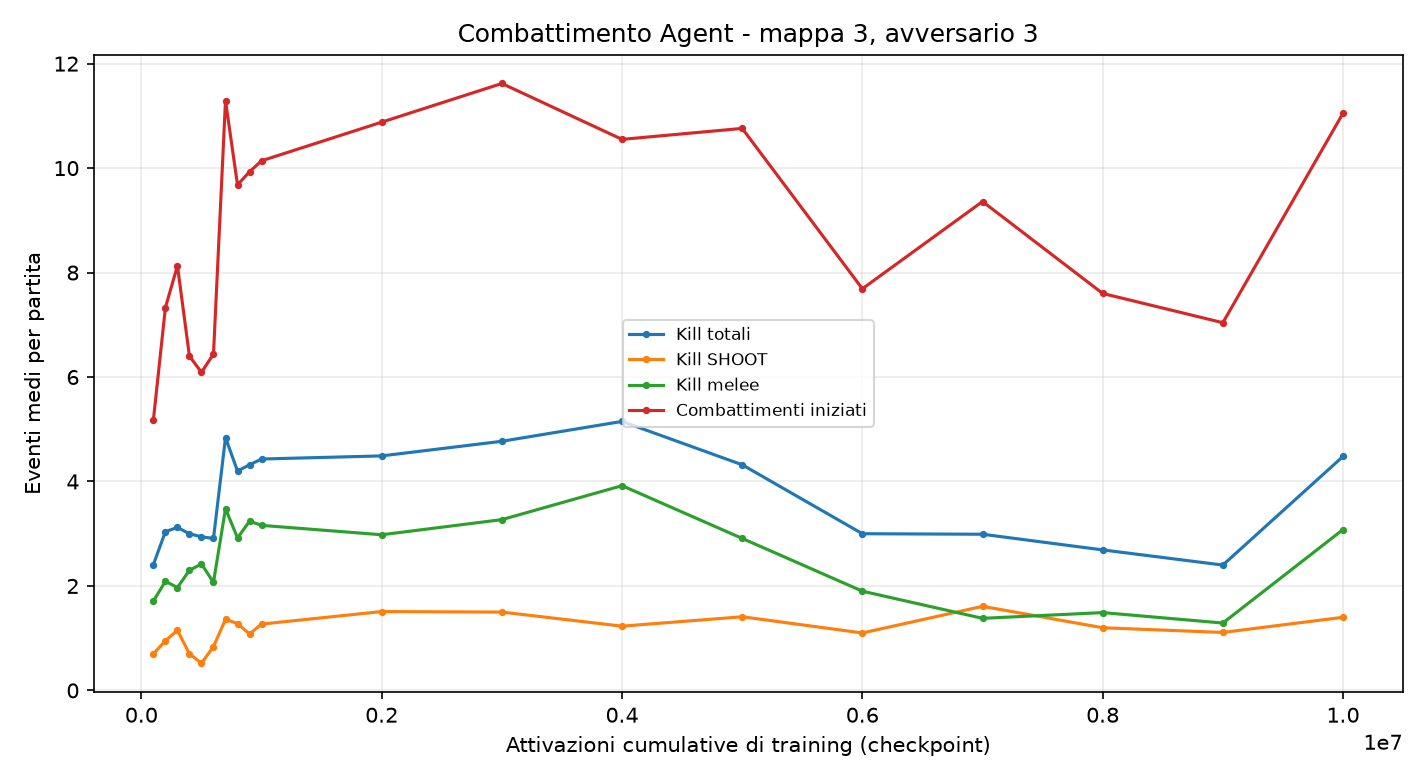 Combattimento Agent - mappa 3, avversario 3
Eventi medi per partita
12
10
8
6
4
2
0
Kill totali
Kill SHOOT
Kill melee
Combattimenti iniziati
0.0 0.2 0.4 0.6 0.8 1.0
1e7
Attivazioni cumulative di training (checkpoint)